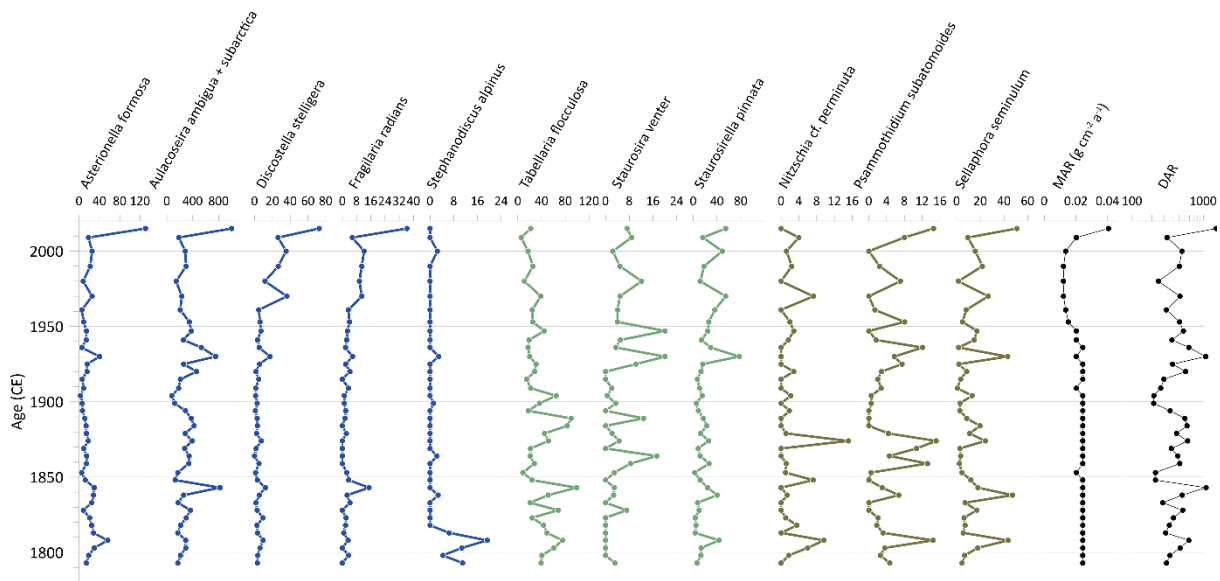 Asterionella formosa
Aulacoseira ambigua + subarctica
Discostella stelligera
Fragilaria radians
Stephanodiscus alpinus
Tabellaria flocculosa
Staurosira venter
Staurosirella pinnata
Nitzschia cf. perminuta
Psammothidium subatomoides
Sellaphora seminulum
MAR (g cm⁻² a⁻¹)
DAR
0 40 80 120 0 400 800 0 20 40 60 80 0 8 16 24 32 40 0 8 16 24 0 40 80 120 0 8 16 24 0 40 80 0 4 8 12 16 0 4 8 12 16 0 20 40 60 0.02 0.04 100 1000
2000
1950
1900
1850
1800
Age (CE)